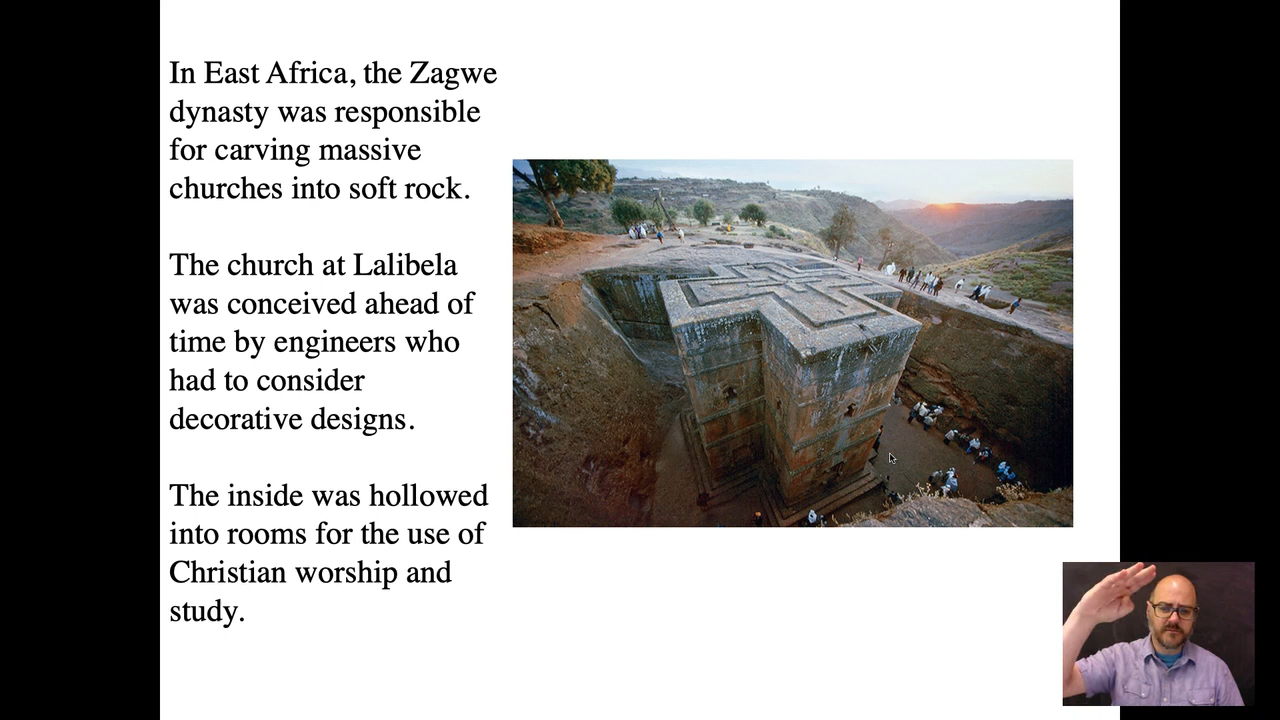 In East Africa, the Zagwe
dynasty was responsible
for carving massive
churches into soft rock.
The church at Lalibela
was conceived ahead of
time by engineers who
had to consider
decorative designs.
The inside was hollowed
into rooms for the use of
Christian worship and
study.